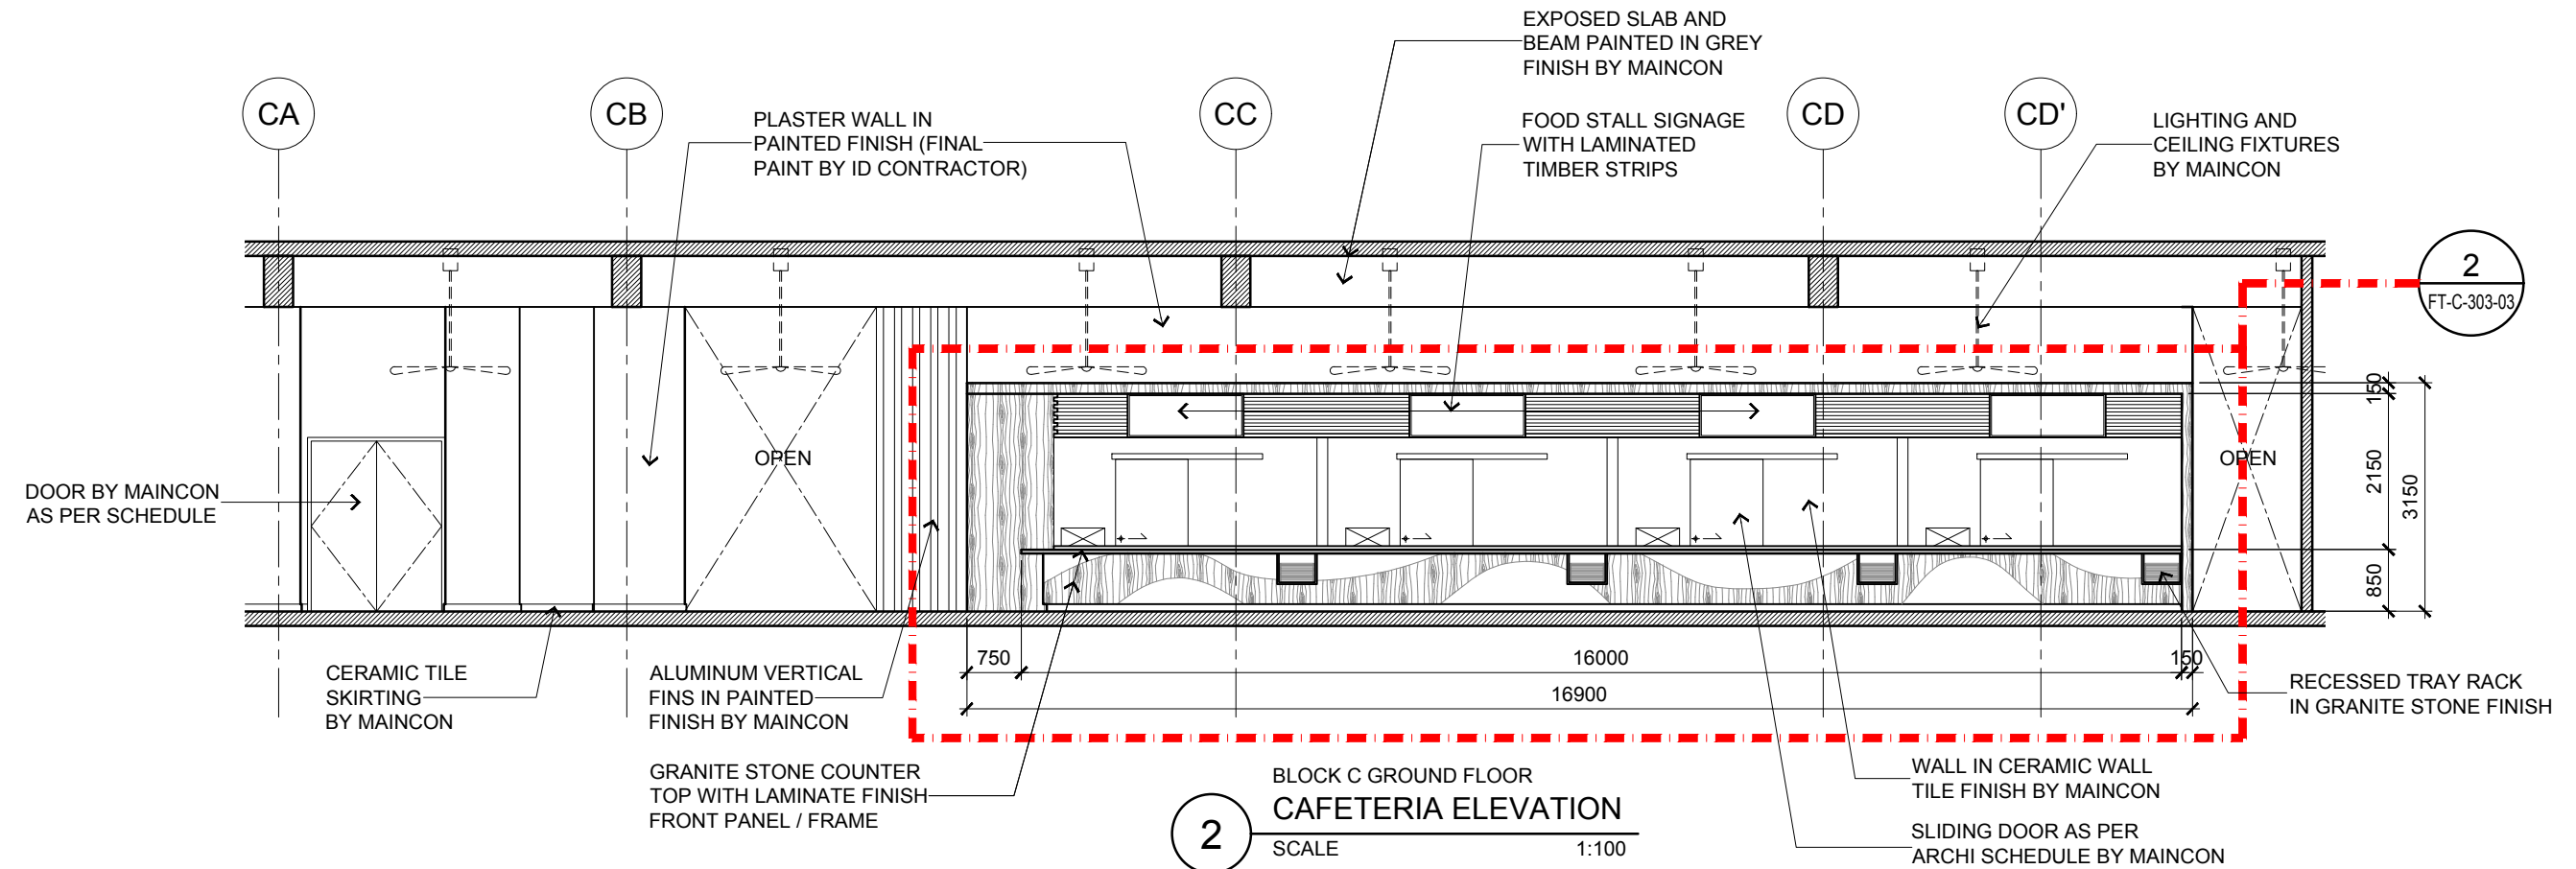 EXPOSED SLAB AND
BEAM PAINTED IN GREY
FINISH BY MAINCON
CA
CB
PLASTER WALL IN
PAINTED FINISH (FINAL
PAINT BY ID CONTRACTOR)
CC
FOOD STALL SIGNAGE
WITH LAMINATED
TIMBER STRIPS
CD
CD'
LIGHTING AND
CEILING FIXTURES
BY MAINCON
2
FT-C-303-03
OPEN
OPEN
DOOR BY MAINCON
AS PER SCHEDULE
150
2150
3150
850
750
16000
150
16900
CERAMIC TILE
SKIRTING
BY MAINCON
ALUMINUM VERTICAL
FINS IN PAINTED
FINISH BY MAINCON
RECESSED TRAY RACK
IN GRANITE STONE FINISH
GRANITE STONE COUNTER
TOP WITH LAMINATE FINISH
FRONT PANEL / FRAME
2
BLOCK C GROUND FLOOR
CAFETERIA ELEVATION
SCALE 1:100
WALL IN CERAMIC WALL
TILE FINISH BY MAINCON
SLIDING DOOR AS PER
ARCHI SCHEDULE BY MAINCON